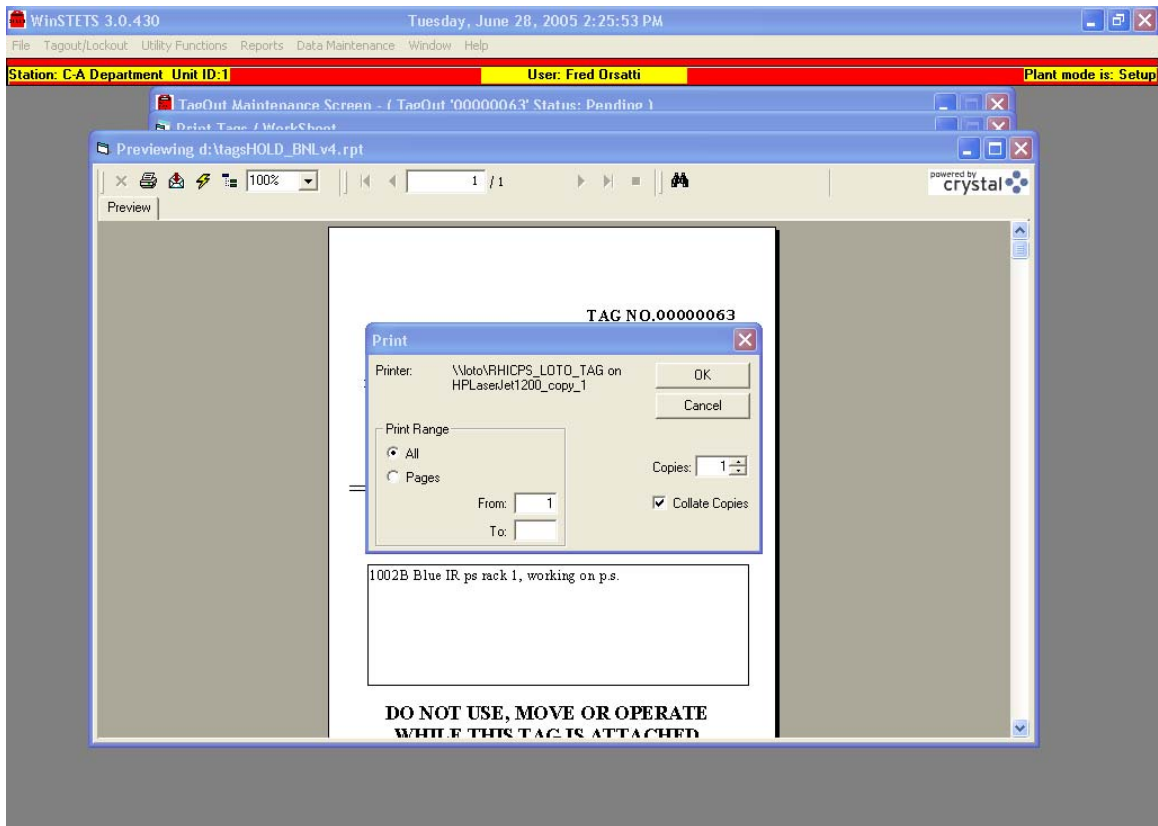 WinSTETS 3.0.430 Tuesday, June 28, 2005 2:25:53 PM
File Tagout/Lockout Utility Functions Reports Data Maintenance Window Help
Station: C-A Department Unit ID:1 User: Fred Orsatti Plant mode is: Setup
TagOut Maintenance Screen - ( TagOut '00000063' Status: Pending )
Print Tags / WorkSheet
Previewing d:\tagsHOLD_BNLv4.rpt
100% 1 / 1 powered by crystal
Preview
TAG NO.00000063
Print
Printer: \\loto\RHICPS_LOTO_TAG on OK
HPLaserJet1200_copy_1
Cancel
Print Range
All
Copies: 1
Pages
From: 1 Collate Copies
To:
1002B Blue IR ps rack 1, working on p.s.
DO NOT USE, MOVE OR OPERATE
WHILE THIS TAG IS ATTACHED